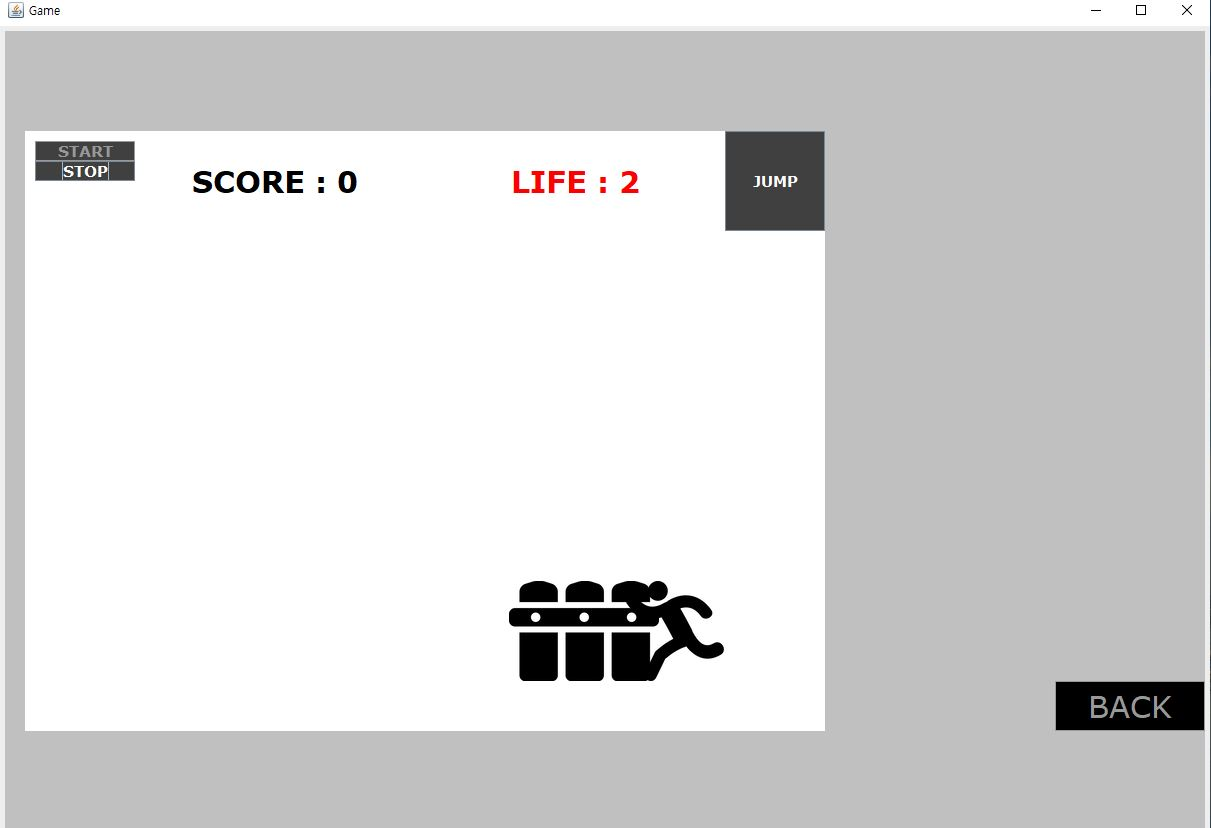 Game
START
STOP
SCORE : 0
LIFE : 2
JUMP
BACK